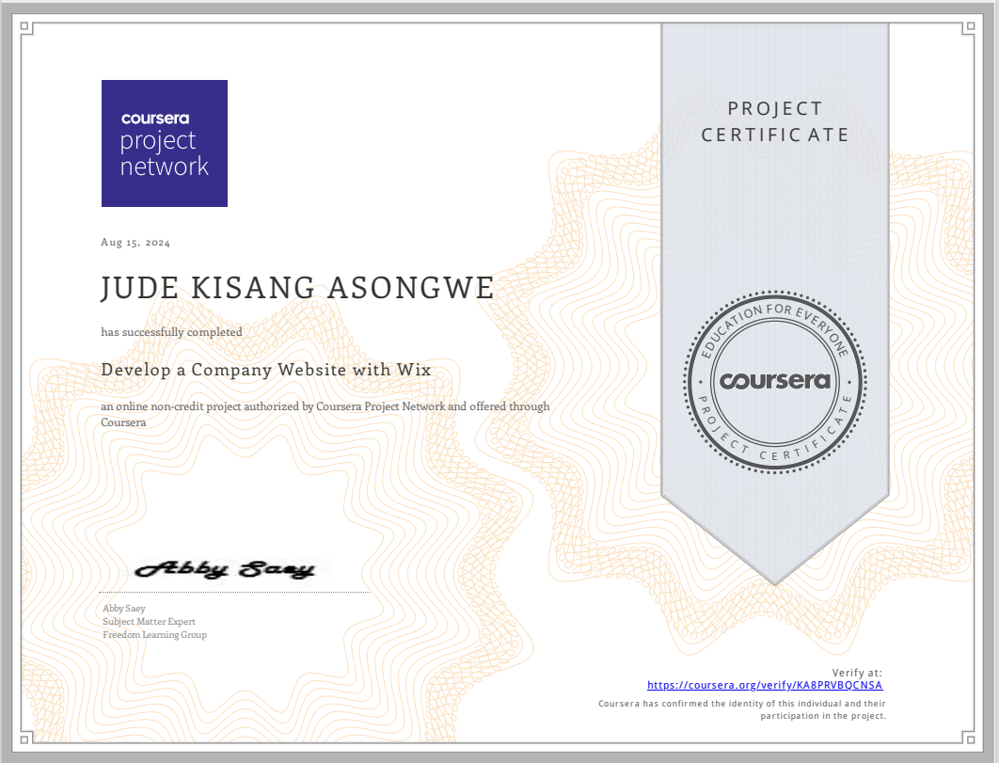 coursera
project
network
PROJECT
CERTIFICATE
Aug 15, 2024
JUDE KISANG ASONGWE
has successfully completed
Develop a Company Website with Wix
an online non-credit project authorized by Coursera Project Network and offered through
Coursera
EDUCATION FOR EVERYONE
coursera
PROJECT CERTIFICATE
Abby Saey
Abby Saey
Subject Matter Expert
Freedom Learning Group
Verify at:
https://coursera.org/verify/KA8PRVBQCNSA
Coursera has confirmed the identity of this individual and their
participation in the project.